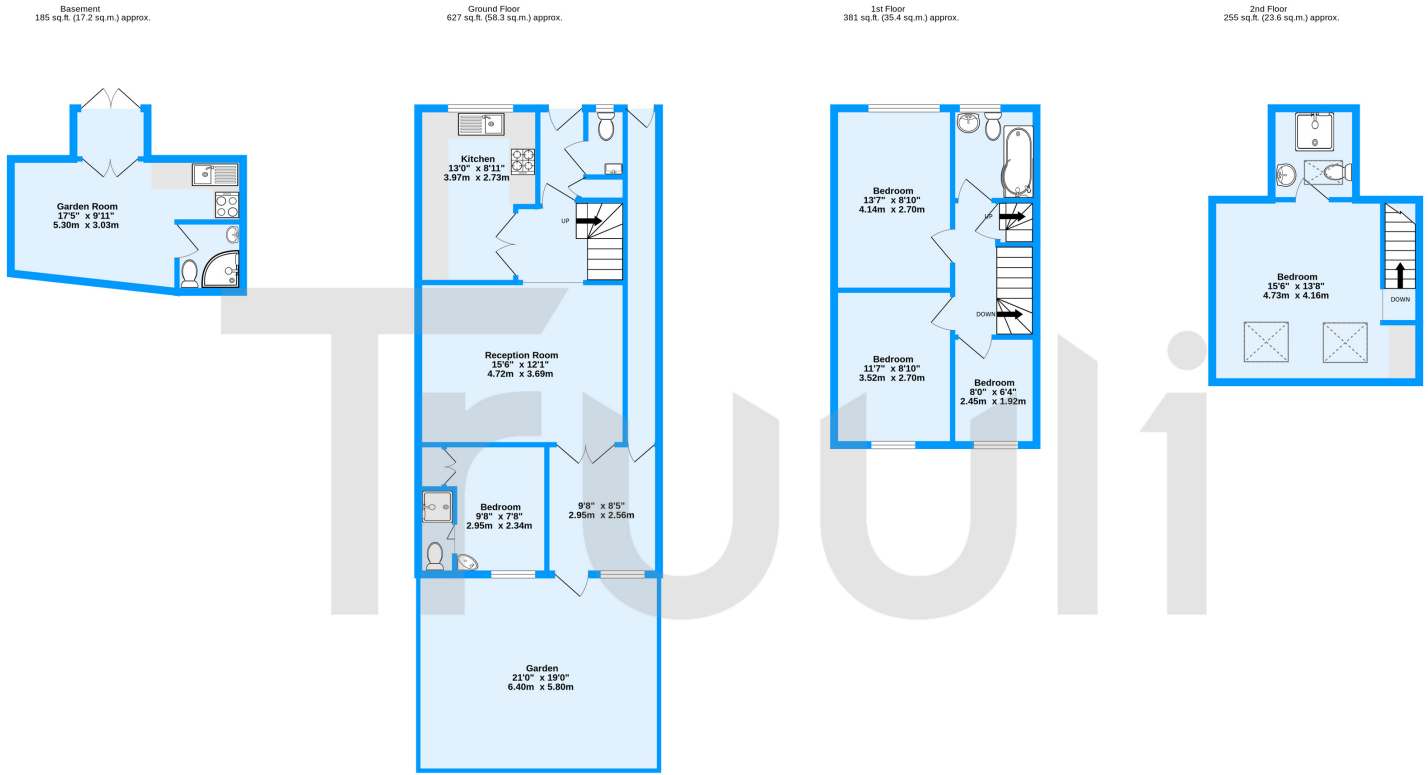 Basement
185 sq.ft. (17.2 sq.m.) approx.
Ground Floor
627 sq.ft. (58.3 sq.m.) approx.
1st Floor
381 sq.ft. (35.4 sq.m.) approx.
2nd Floor
255 sq.ft. (23.6 sq.m.) approx.
Garden Room
17'5" x 9'11"
5.30m x 3.03m
Kitchen
13'0" x 8'11"
3.97m x 2.73m
UP
Reception Room
15'6" x 12'1"
4.72m x 3.69m
Bedroom
9'8" x 7'8"
2.95m x 2.34m
9'8" x 8'5"
2.95m x 2.56m
Garden
21'0" x 19'0"
6.40m x 5.80m
Bedroom
13'7" x 8'10"
4.14m x 2.70m
UP
DOWN
Bedroom
11'7" x 8'10"
3.52m x 2.70m
Bedroom
8'0" x 6'4"
2.45m x 1.92m
Bedroom
15'6" x 13'8"
4.73m x 4.16m
DOWN
Truuli